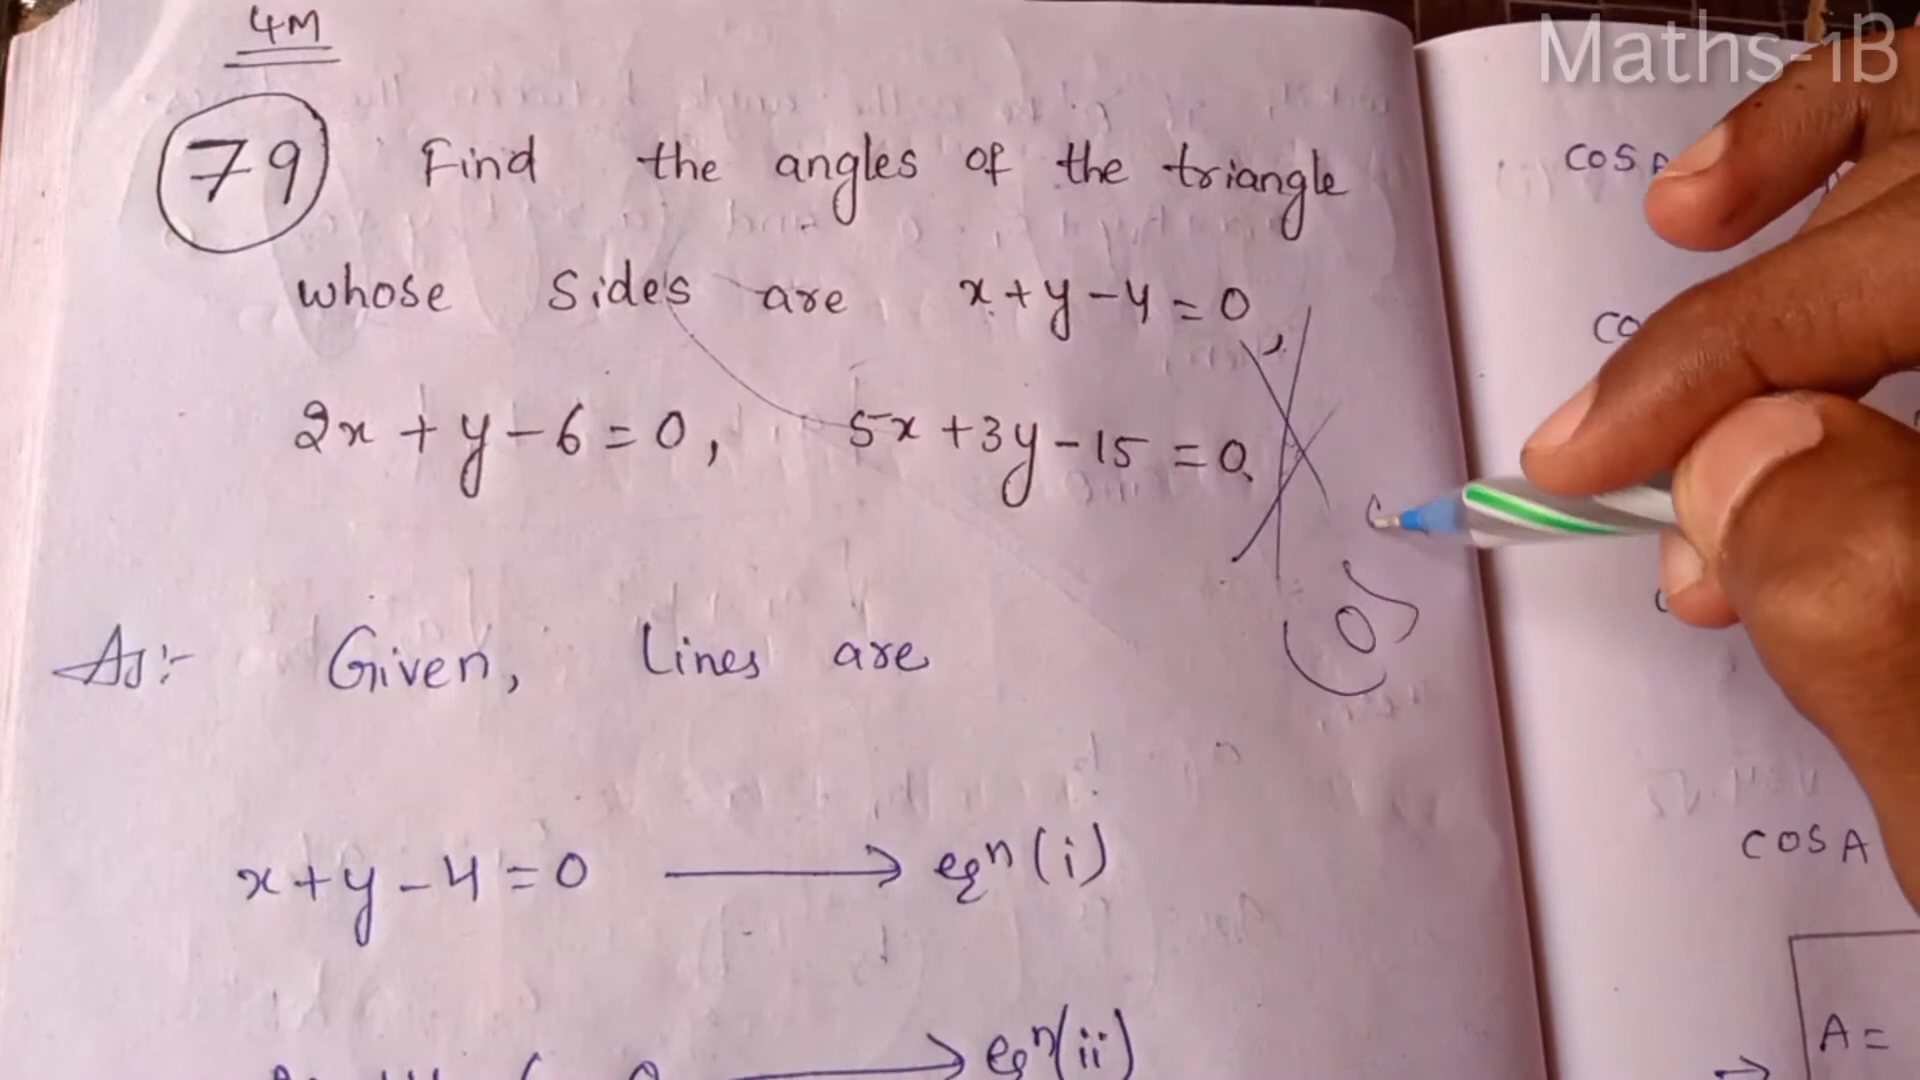 4M
Maths-1B
79 Find the angles of the triangle
whose sides are x+y-4=0,
2x+y-6=0, 5x+3y-15=0
(0)
As:- Given, lines are
x+y-4=0 → eqn (i)
→ eqn (ii)
cos A
COS A
A =